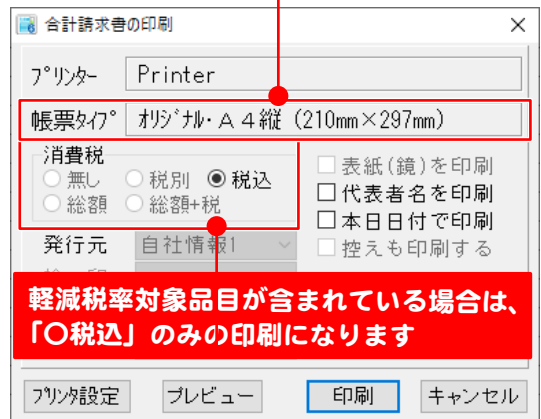 合計請求書の印刷
ﾌﾟﾘﾝﾀｰ Printer
帳票ﾀｲﾌﾟ ｵﾘｼﾞﾅﾙ・Ａ４縦 (210mm×297mm)
消費税
無し 税別 税込
総額 総額+税
表紙(鏡)を印刷
代表者名を印刷
本日日付で印刷
控えも印刷する
発行元 自社情報1
軽減税率対象品目が含まれている場合は、
「〇税込」のみの印刷になります
ﾌﾟﾘﾝﾀ設定 プレビュー 印刷 キャンセル